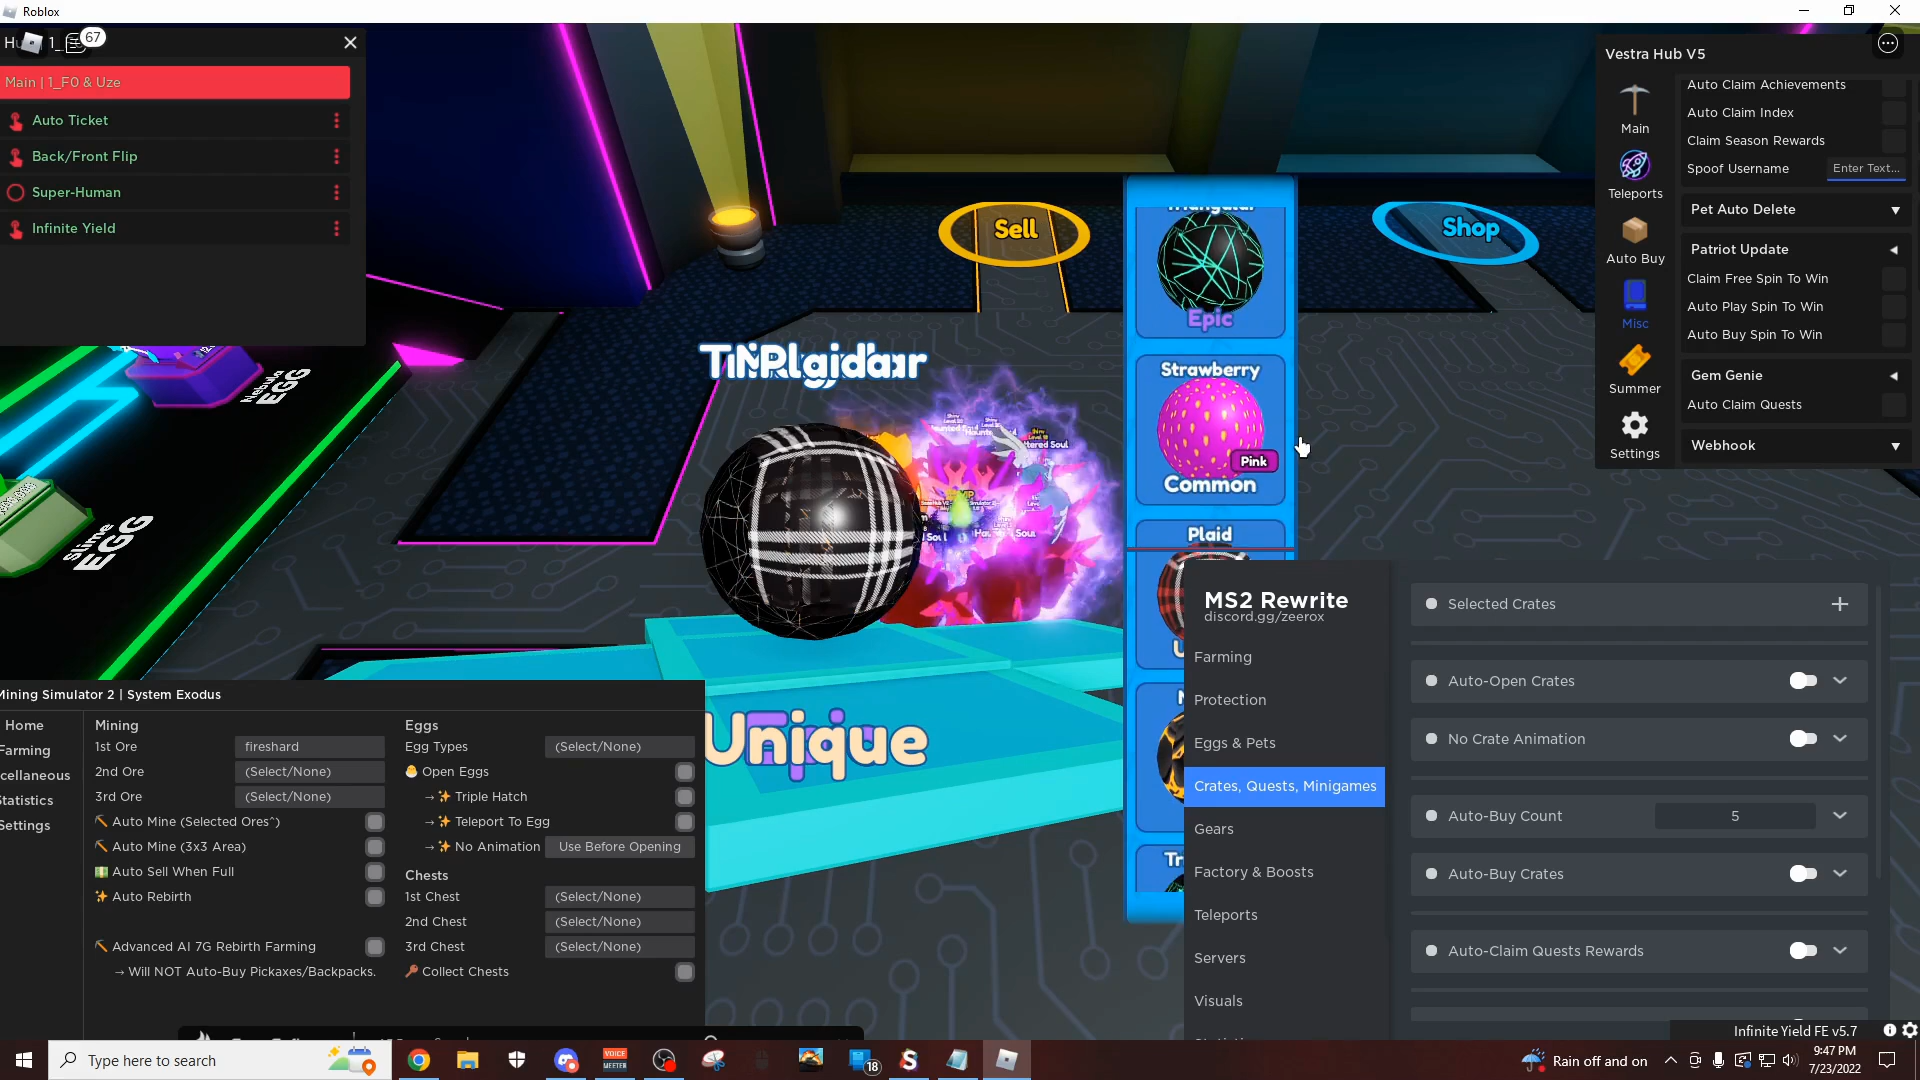 Roblox
67
Main | 1_F0 & Uze
Auto Ticket
Back/Front Flip
Super-Human
Infinite Yield
Nebula
EGG
Slime
EGG
Sell
Shop
Triangular
Epic
Strawberry
Pink
Common
Plaid
Unique
Vestra Hub V5
Main
Teleports
Auto Buy
Misc
Summer
Settings
Auto Claim Achievements
Auto Claim Index
Claim Season Rewards
Spoof Username
Enter Text...
Pet Auto Delete
Patriot Update
Claim Free Spin To Win
Auto Play Spin To Win
Auto Buy Spin To Win
Gem Genie
Auto Claim Quests
Webhook
Mining Simulator 2 | System Exodus
Home
Farming
cellaneous
Statistics
Settings
Mining
1st Ore fireshard
2nd Ore (Select/None)
3rd Ore (Select/None)
Auto Mine (Selected Ores^)
Auto Mine (3x3 Area)
Auto Sell When Full
Auto Rebirth
Advanced AI 7G Rebirth Farming
→ Will NOT Auto-Buy Pickaxes/Backpacks.
Eggs
Egg Types (Select/None)
Open Eggs
→ Triple Hatch
→ Teleport To Egg
→ No Animation Use Before Opening
Chests
1st Chest (Select/None)
2nd Chest (Select/None)
3rd Chest (Select/None)
Collect Chests
MS2 Rewrite
discord.gg/zeerox
Farming
Protection
Eggs & Pets
Crates, Quests, Minigames
Gears
Factory & Boosts
Teleports
Servers
Visuals
Selected Crates
Auto-Open Crates
No Crate Animation
Auto-Buy Count 5
Auto-Buy Crates
Auto-Claim Quests Rewards
Infinite Yield FE v5.7
Type here to search
VOICE
MEETER
18
Rain off and on
9:47 PM
7/23/2022